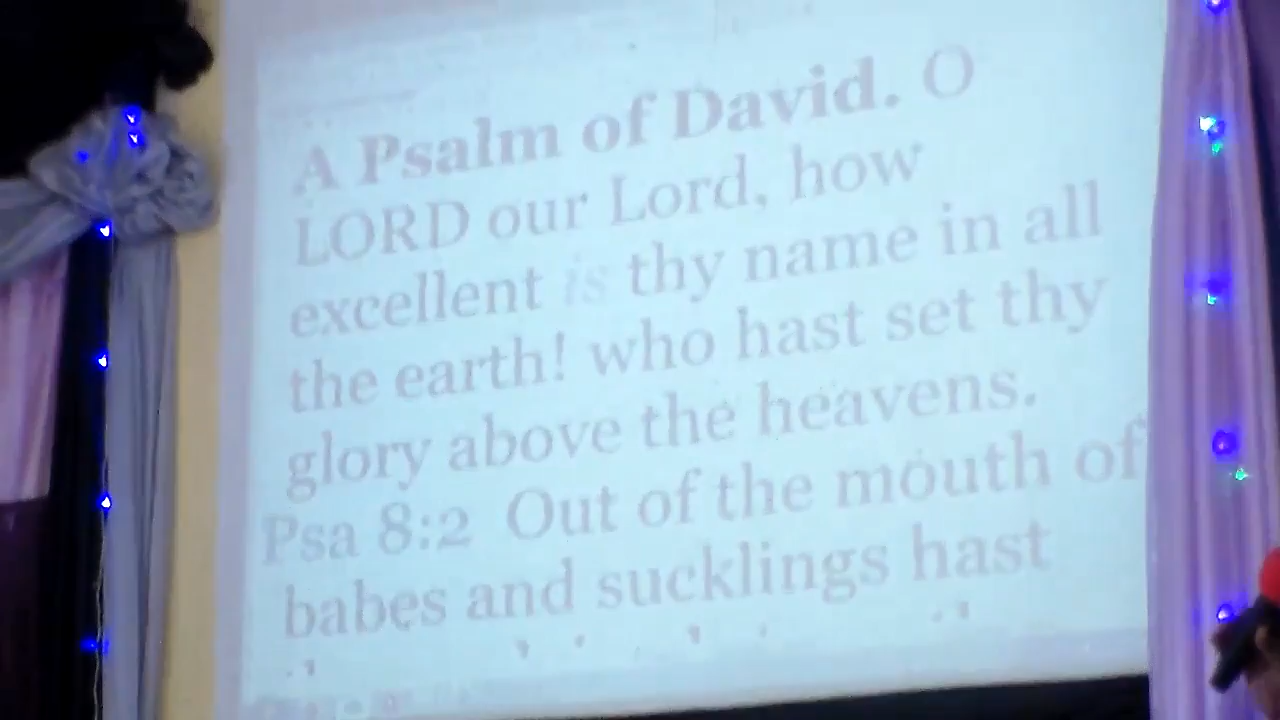 A Psalm of David. O
LORD our Lord, how
excellent is thy name in all
the earth! who hast set thy
glory above the heavens.
Psa 8:2 Out of the mouth of
babes and sucklings hast